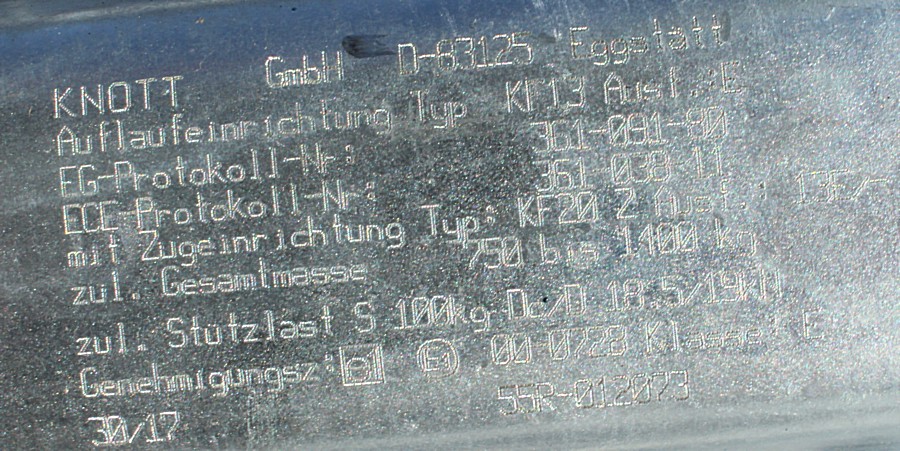 KNOTT GmbH D-83125 Eggstätt
Auflaufeinrichtung Typ KF13 Ausf.: E
EG-Protokoll-Nr: 361-091-80
ECE-Protokoll-Nr: 361-038-11
mit Zugeinrichtung Typ: KF20 Z Ausf.:
zul. Gesamtmasse 750 bis 1400 kg
zul. Stützlast S 100kg Dc/D 18.5/19kN
Genehmigungsz: e1 E1 00-0728 Klasse: E
30/17 55R-012073